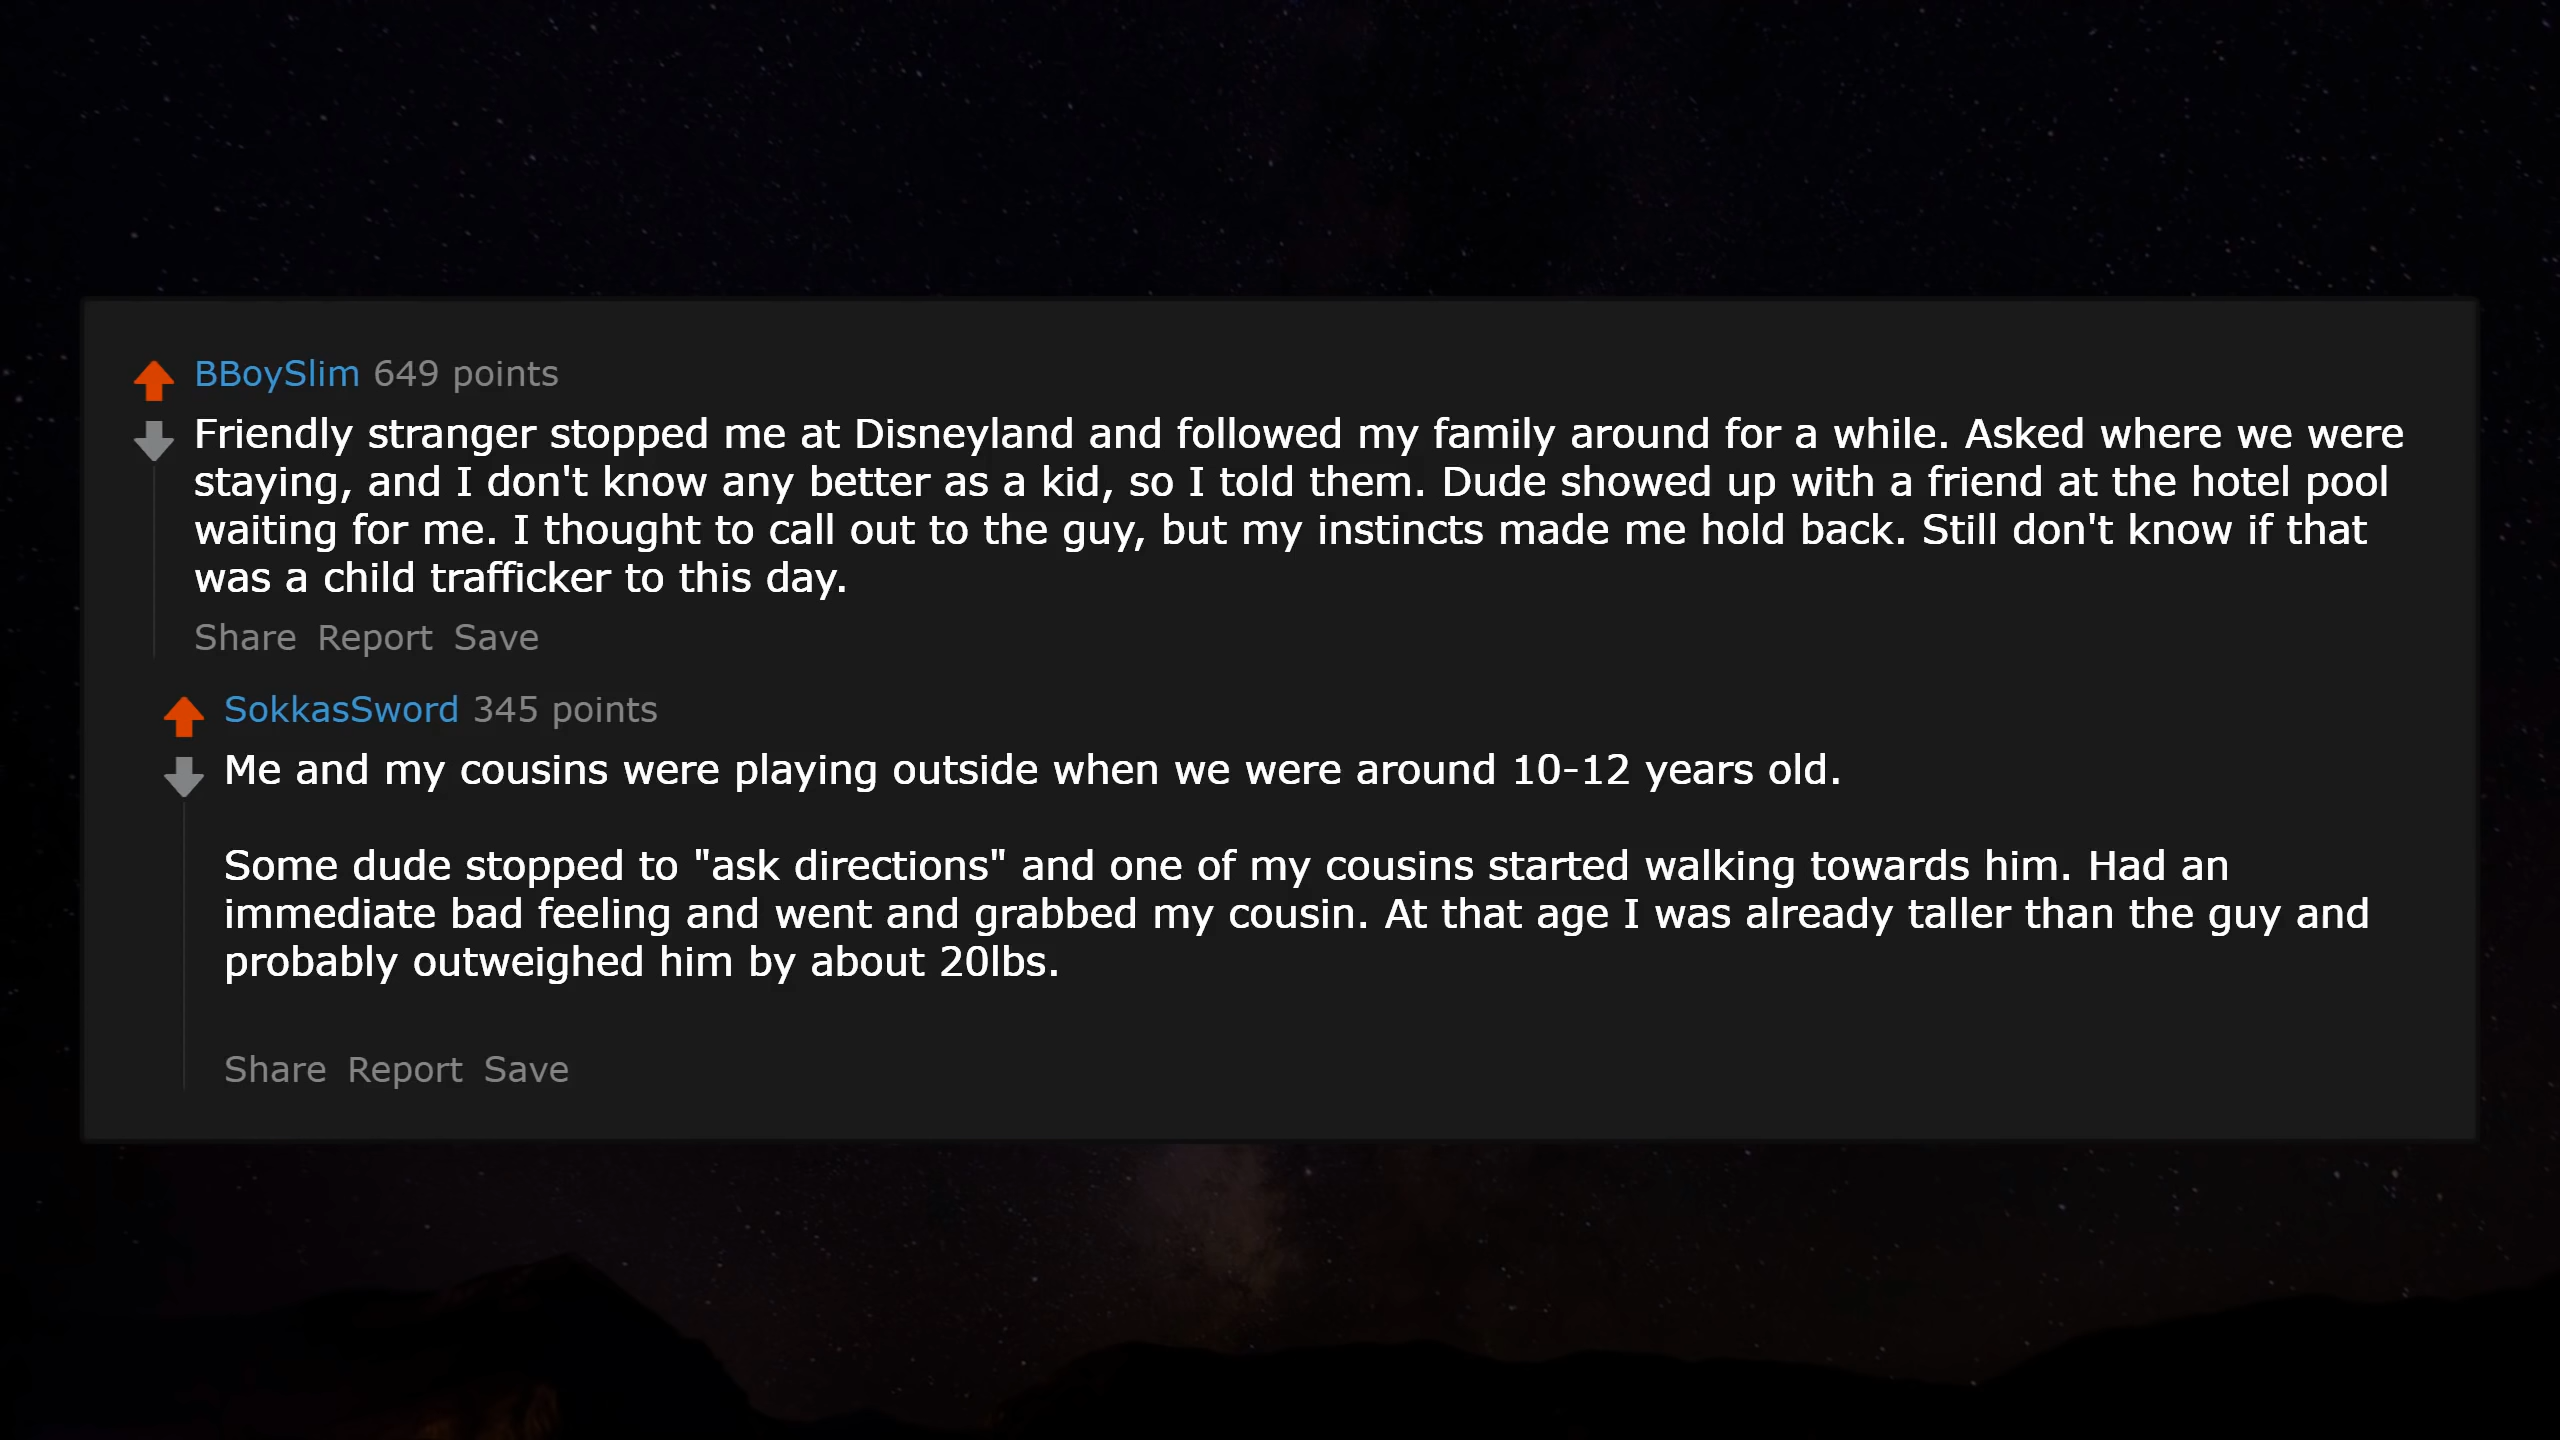 BBoySlim 649 points
Friendly stranger stopped me at Disneyland and followed my family around for a while. Asked where we were
staying, and I don't know any better as a kid, so I told them. Dude showed up with a friend at the hotel pool
waiting for me. I thought to call out to the guy, but my instincts made me hold back. Still don't know if that
was a child trafficker to this day.
Share Report Save
SokkasSword 345 points
Me and my cousins were playing outside when we were around 10-12 years old.
Some dude stopped to "ask directions" and one of my cousins started walking towards him. Had an
immediate bad feeling and went and grabbed my cousin. At that age I was already taller than the guy and
probably outweighed him by about 20lbs.
Share Report Save